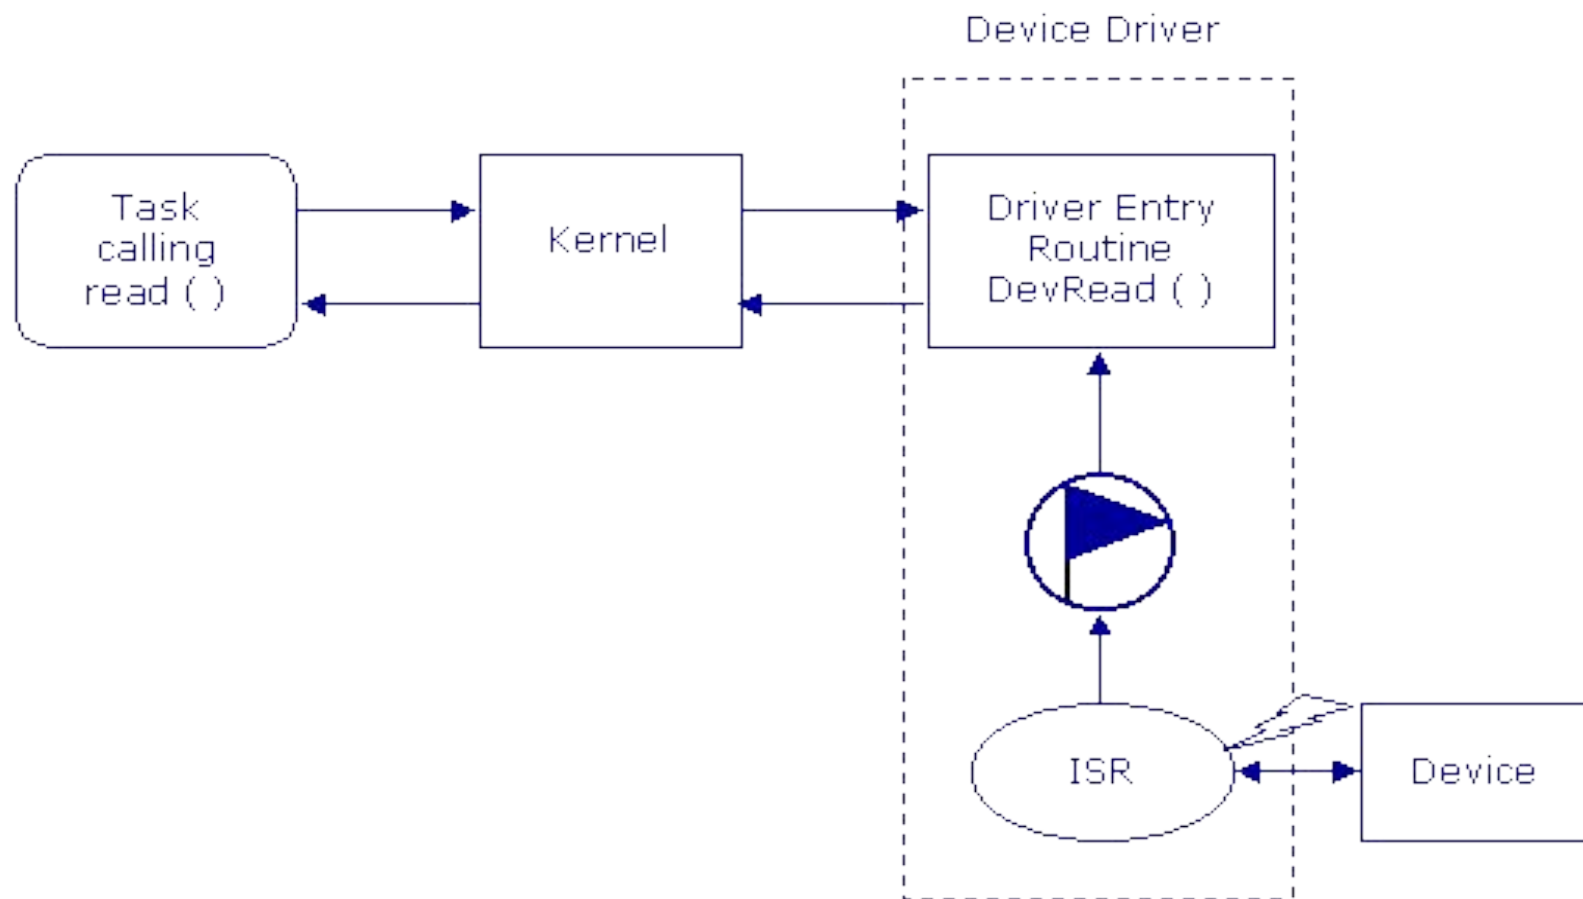 Device Driver
Task
calling
read ( )
Kernel
Driver Entry
Routine
DevRead ( )
ISR
Device